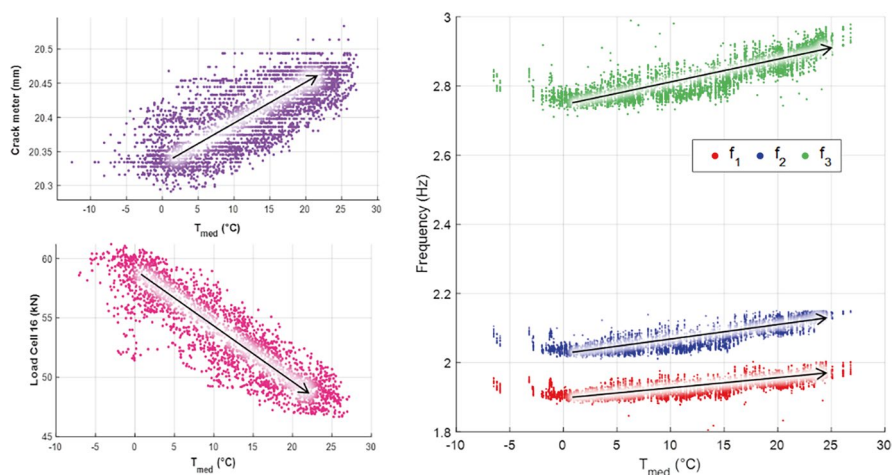 20.5
20.45
20.4
20.35
20.3
Crack meter (mm)
-10 -5 0 5 10 15 20 25 30
T_med (°C)
60
55
50
45
Load Cell 16 (kN)
-10 -5 0 5 10 15 20 25 30
T_med (°C)
3
2.8
2.6
2.4
2.2
2
1.8
Frequency (Hz)
f_1 f_2 f_3
-10 -5 0 5 10 15 20 25 30
T_med (°C)